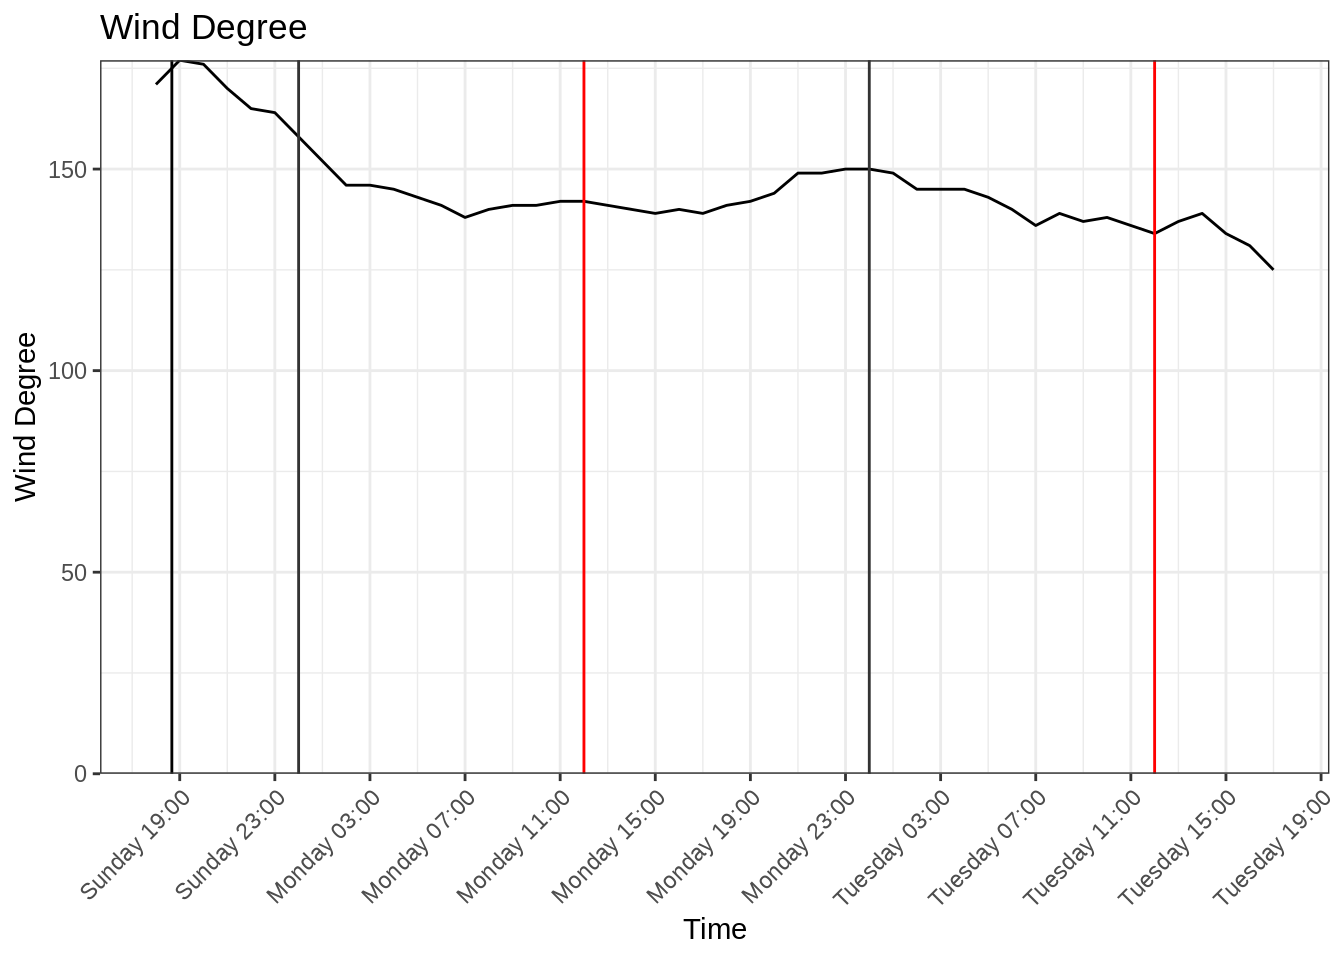 Wind Degree
Wind Degree
150
100
50
0
Sunday 19:00
Sunday 23:00
Monday 03:00
Monday 07:00
Monday 11:00
Monday 15:00
Monday 19:00
Monday 23:00
Tuesday 03:00
Tuesday 07:00
Tuesday 11:00
Tuesday 15:00
Tuesday 19:00
Time